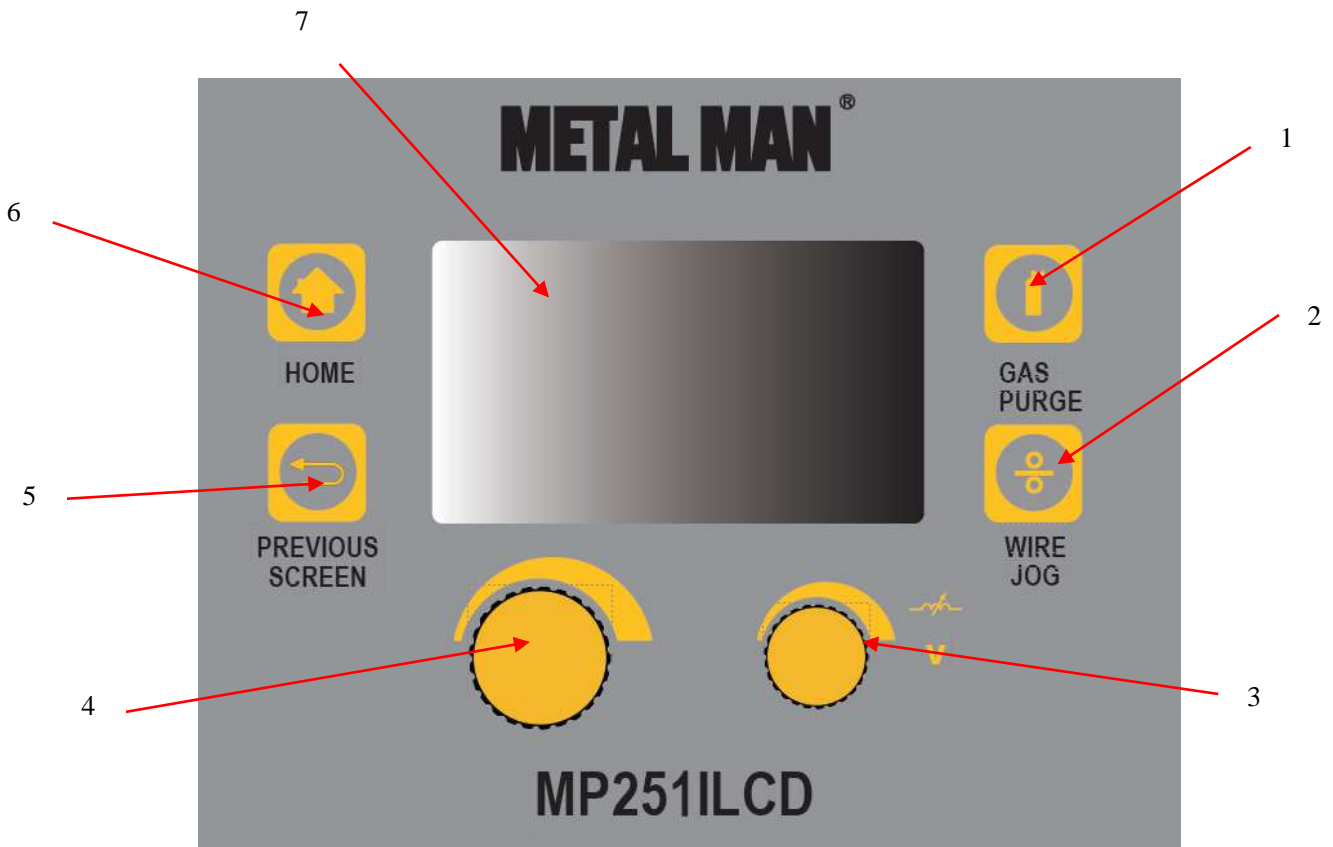 7
METAL MAN®
1
6
2
HOME
GAS
PURGE
5
PREVIOUS
SCREEN
WIRE
JOG
V
4
3
MP251ILCD